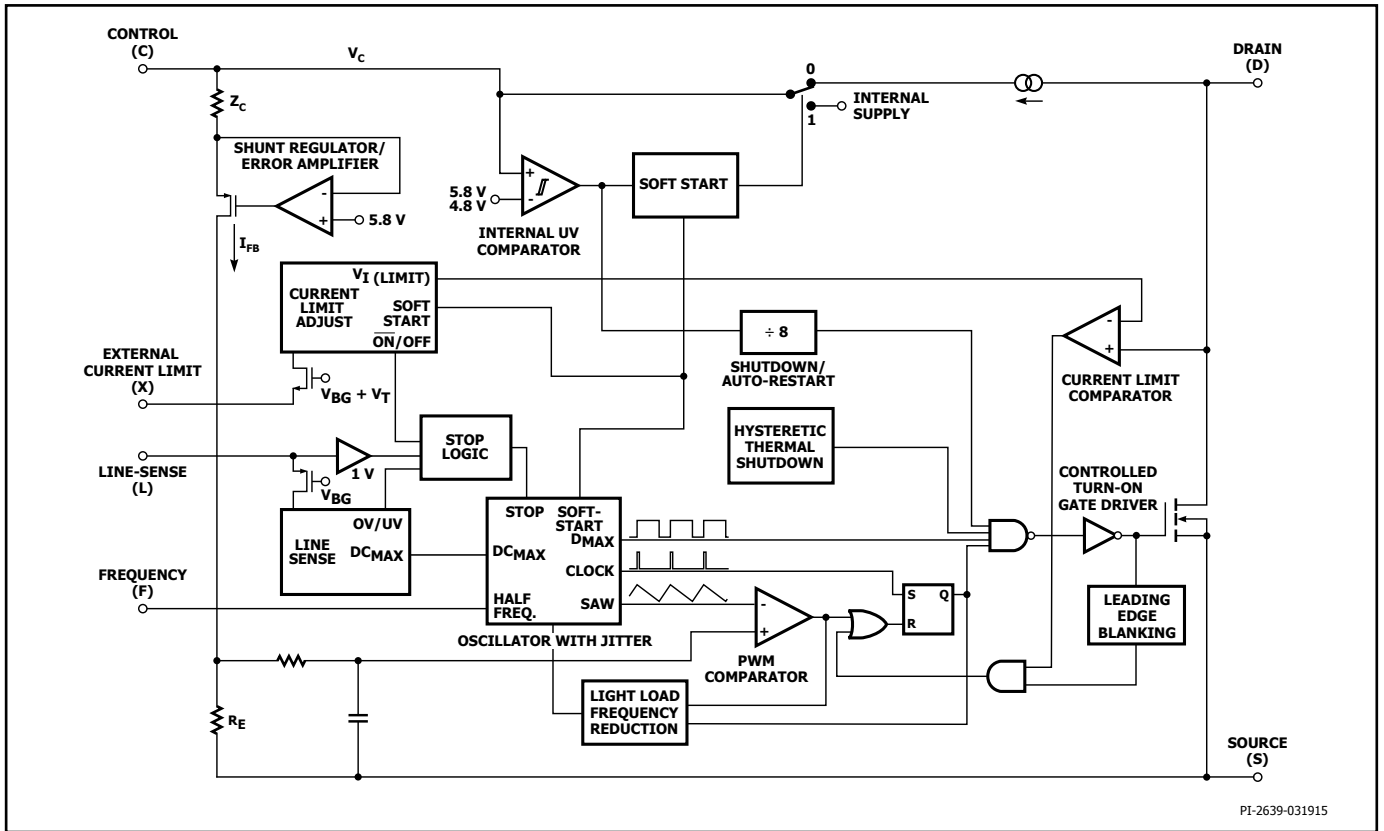 CONTROL
(C)
V_C
0
DRAIN
(D)
Z_C
INTERNAL
SUPPLY
1
SHUNT REGULATOR/
ERROR AMPLIFIER
-
+
5.8 V
I_FB
+
-
5.8 V
4.8 V
INTERNAL UV
COMPARATOR
SOFT START
V_I (LIMIT)
CURRENT
LIMIT
ADJUST
SOFT
START
O̅N̅/OFF
÷ 8
SHUTDOWN/
AUTO-RESTART
-
+
CURRENT LIMIT
COMPARATOR
EXTERNAL
CURRENT LIMIT
(X)
V_BG + V_T
HYSTERETIC
THERMAL
SHUTDOWN
STOP
LOGIC
LINE-SENSE
(L)
1 V
V_BG
CONTROLLED
TURN-ON
GATE DRIVER
OV/UV
LINE
SENSE
DC_MAX
STOP
SOFT-
START
D_MAX
DC_MAX
CLOCK
HALF
FREQ.
SAW
OSCILLATOR WITH JITTER
FREQUENCY
(F)
-
+
PWM
COMPARATOR
S
Q
R
LEADING
EDGE
BLANKING
LIGHT LOAD
FREQUENCY
REDUCTION
R_E
SOURCE
(S)
PI-2639-031915